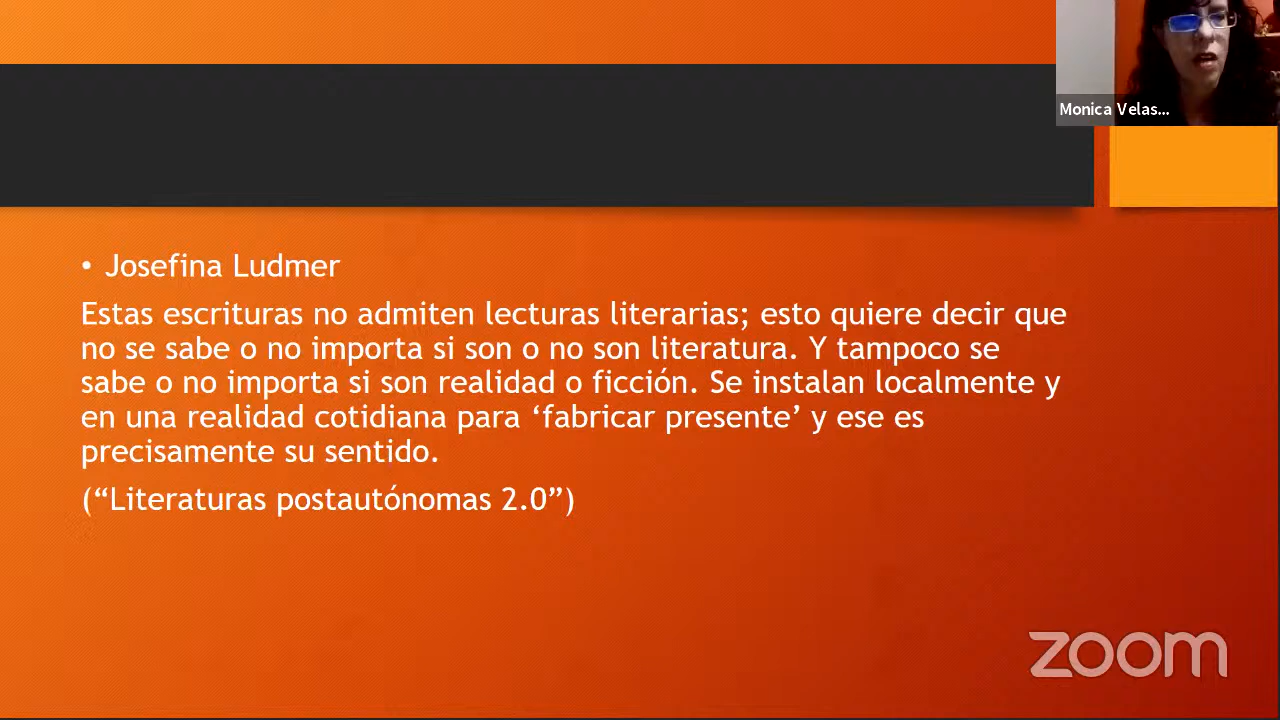 Monica Velas...
• Josefina Ludmer
Estas escrituras no admiten lecturas literarias; esto quiere decir que
no se sabe o no importa si son o no son literatura. Y tampoco se
sabe o no importa si son realidad o ficción. Se instalan localmente y
en una realidad cotidiana para ‘fabricar presente’ y ese es
precisamente su sentido.
(“Literaturas postautónomas 2.0”)
zoom